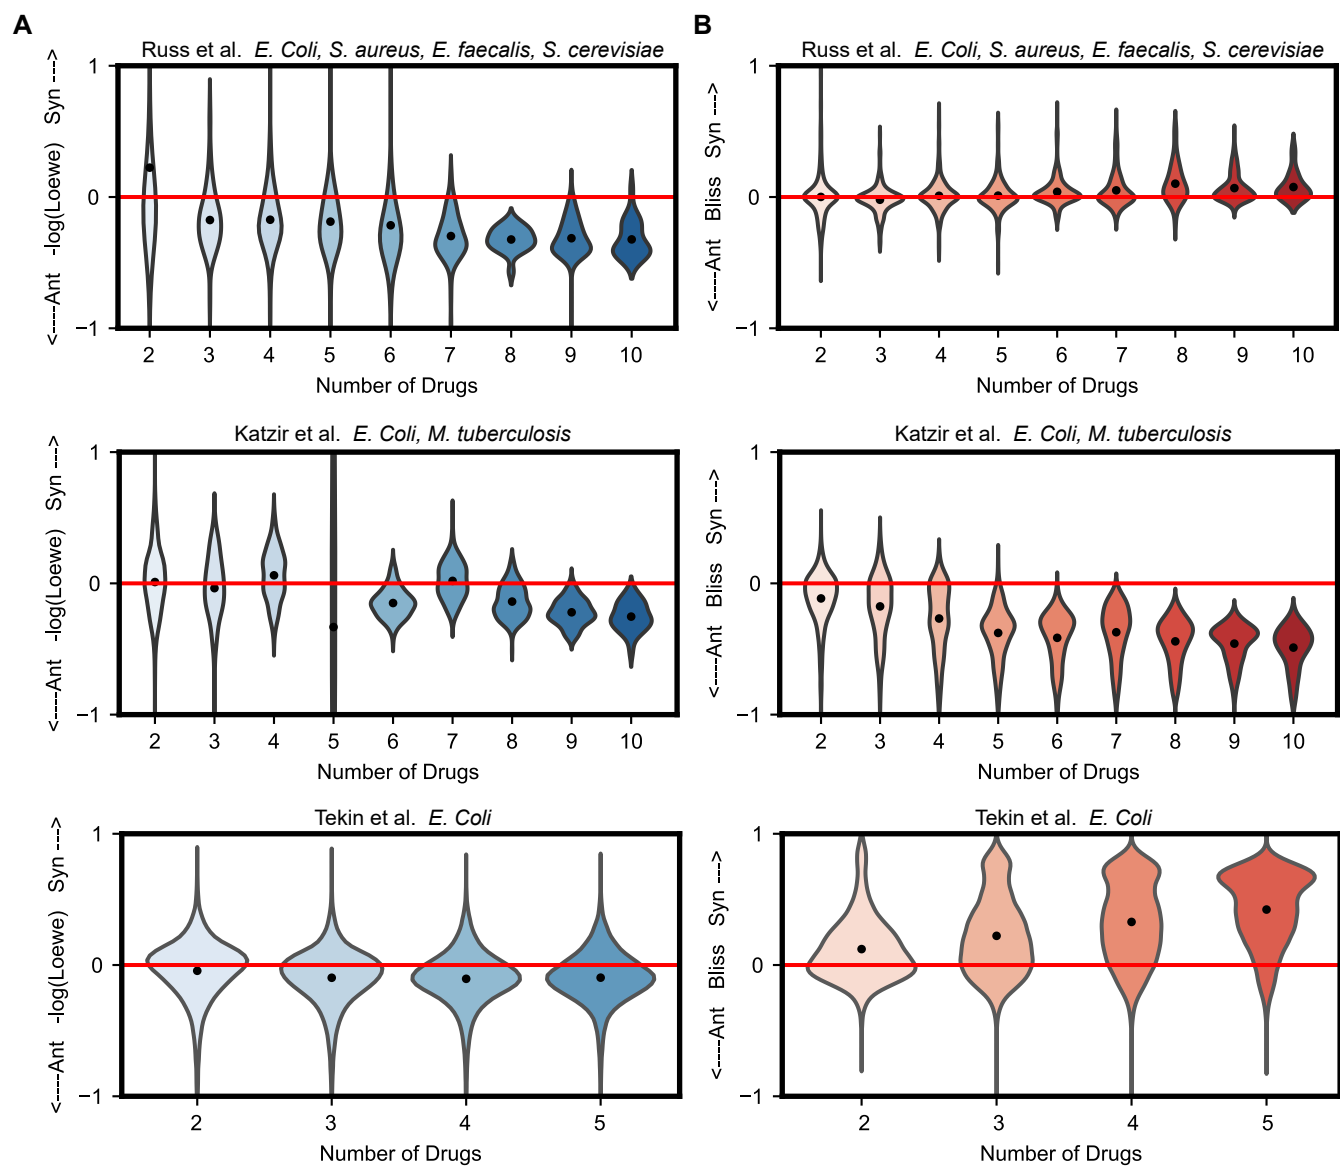 A
B
Russ et al. E. Coli, S. aureus, E. faecalis, S. cerevisiae
<----Ant -log(Loewe) Syn ---->
1
0
−1
2 3 4 5 6 7 8 9 10
Number of Drugs
Russ et al. E. Coli, S. aureus, E. faecalis, S. cerevisiae
<----Ant Bliss Syn --->
1
0
−1
2 3 4 5 6 7 8 9 10
Number of Drugs
Katzir et al. E. Coli, M. tuberculosis
<----Ant -log(Loewe) Syn ---->
1
0
−1
2 3 4 5 6 7 8 9 10
Number of Drugs
Katzir et al. E. Coli, M. tuberculosis
<----Ant Bliss Syn --->
1
0
−1
2 3 4 5 6 7 8 9 10
Number of Drugs
Tekin et al. E. Coli
<----Ant -log(Loewe) Syn ---->
1
0
−1
2 3 4 5
Number of Drugs
Tekin et al. E. Coli
<----Ant Bliss Syn --->
1
0
−1
2 3 4 5
Number of Drugs